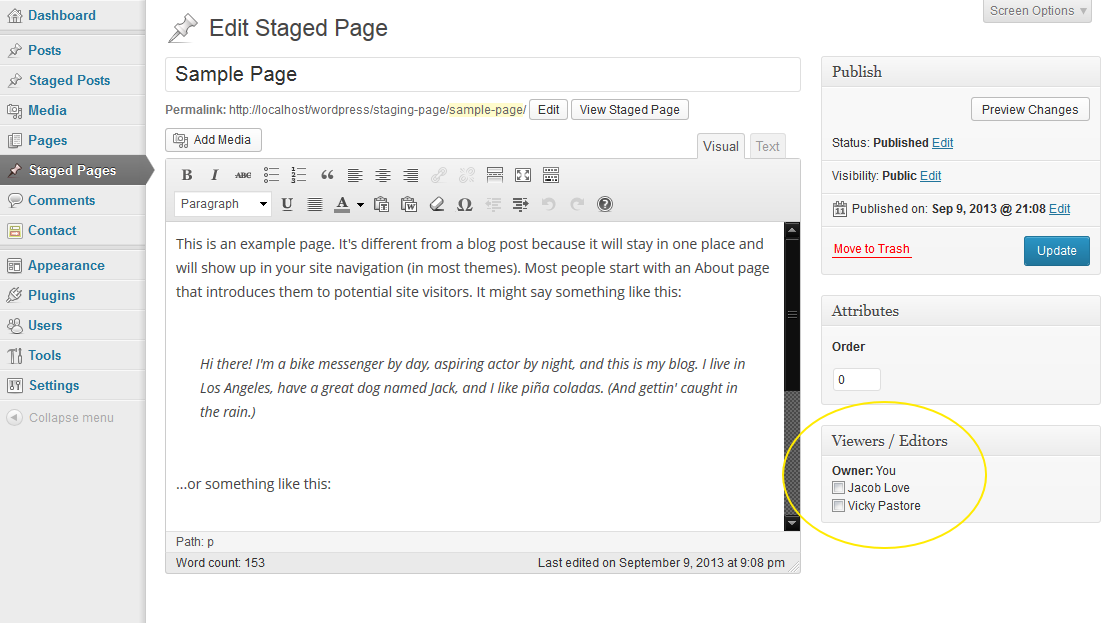 Dashboard
Posts
Staged Posts
Media
Pages
Staged Pages
Comments
Contact
Appearance
Plugins
Users
Tools
Settings
Collapse menu
Screen Options
Edit Staged Page
Sample Page
Permalink: http://localhost/wordpress/staging-page/sample-page/ Edit View Staged Page
Add Media
Visual Text
B I ABC
Paragraph U A Ω
This is an example page. It's different from a blog post because it will stay in one place and
will show up in your site navigation (in most themes). Most people start with an About page
that introduces them to potential site visitors. It might say something like this:
Hi there! I'm a bike messenger by day, aspiring actor by night, and this is my blog. I live in
Los Angeles, have a great dog named Jack, and I like piña coladas. (And gettin' caught in
the rain.)
...or something like this:
Path: p
Word count: 153 Last edited on September 9, 2013 at 9:08 pm
Publish
Preview Changes
Status: Published Edit
Visibility: Public Edit
Published on: Sep 9, 2013 @ 21:08 Edit
Move to Trash Update
Attributes
Order
0
Viewers / Editors
Owner: You
Jacob Love
Vicky Pastore